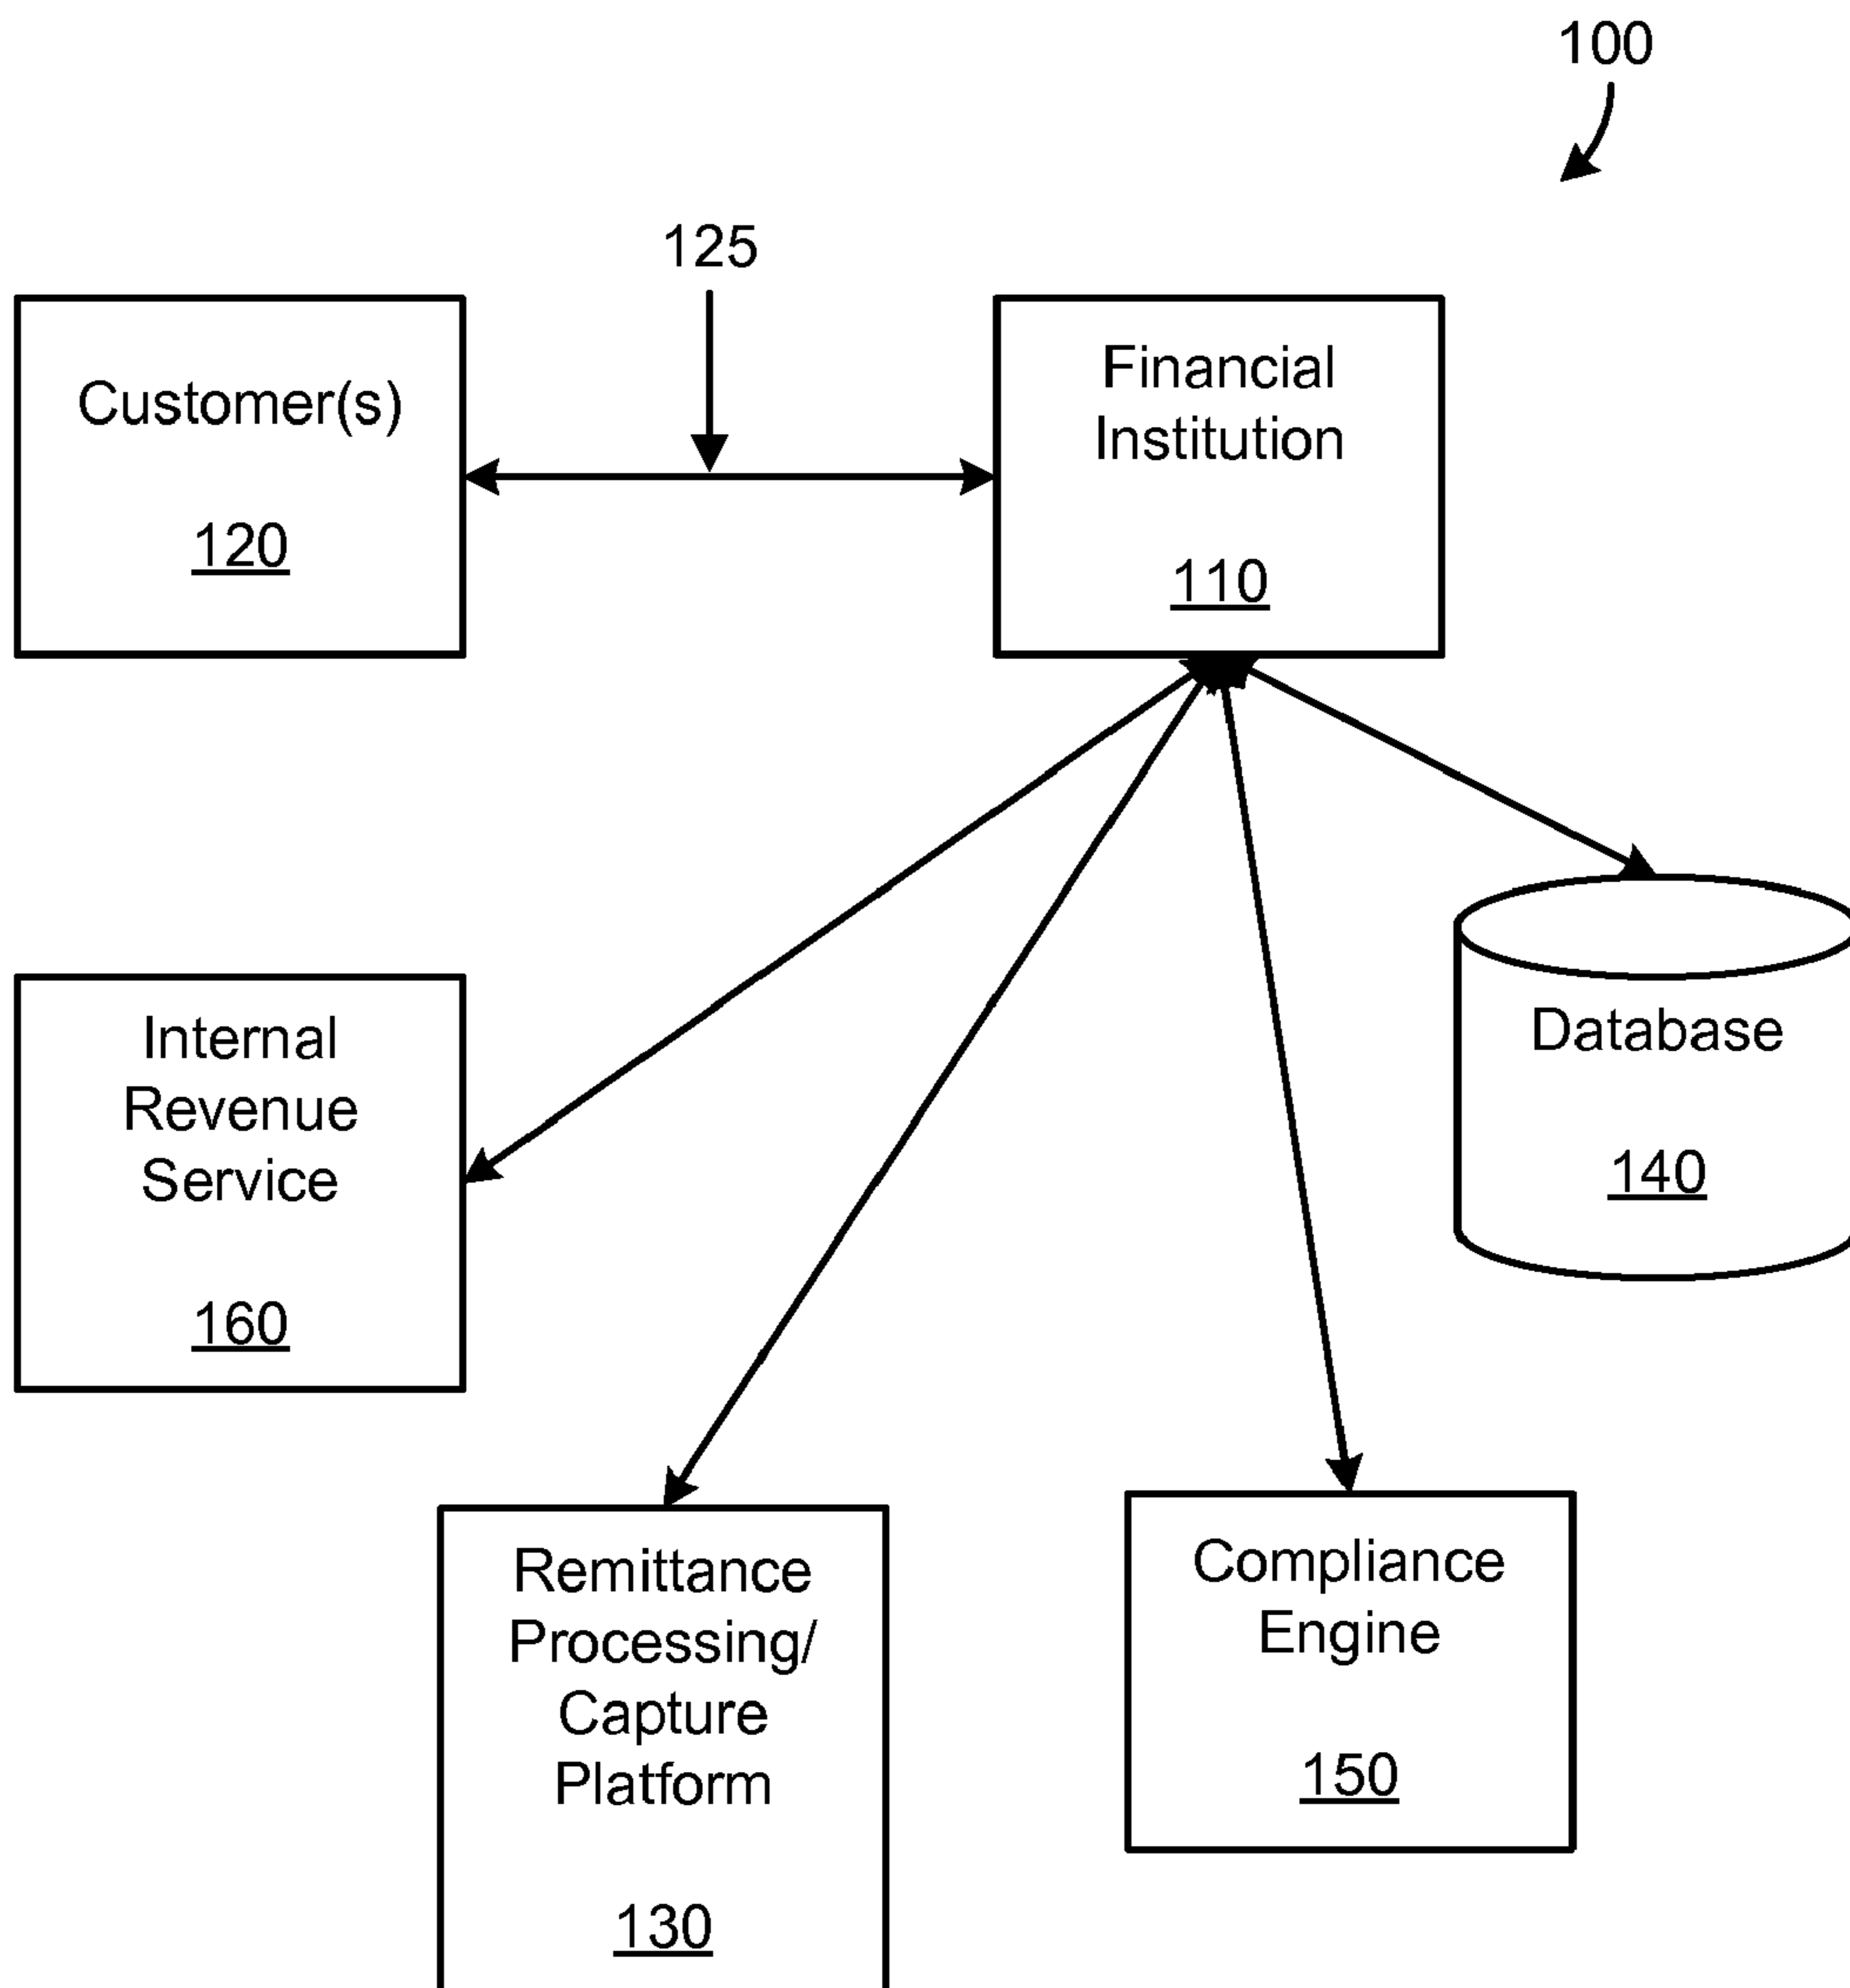 100
125
Customer(s)
120
Financial
Institution
110
Internal
Revenue
Service
160
Database
140
Remittance
Processing/
Capture
Platform
130
Compliance
Engine
150